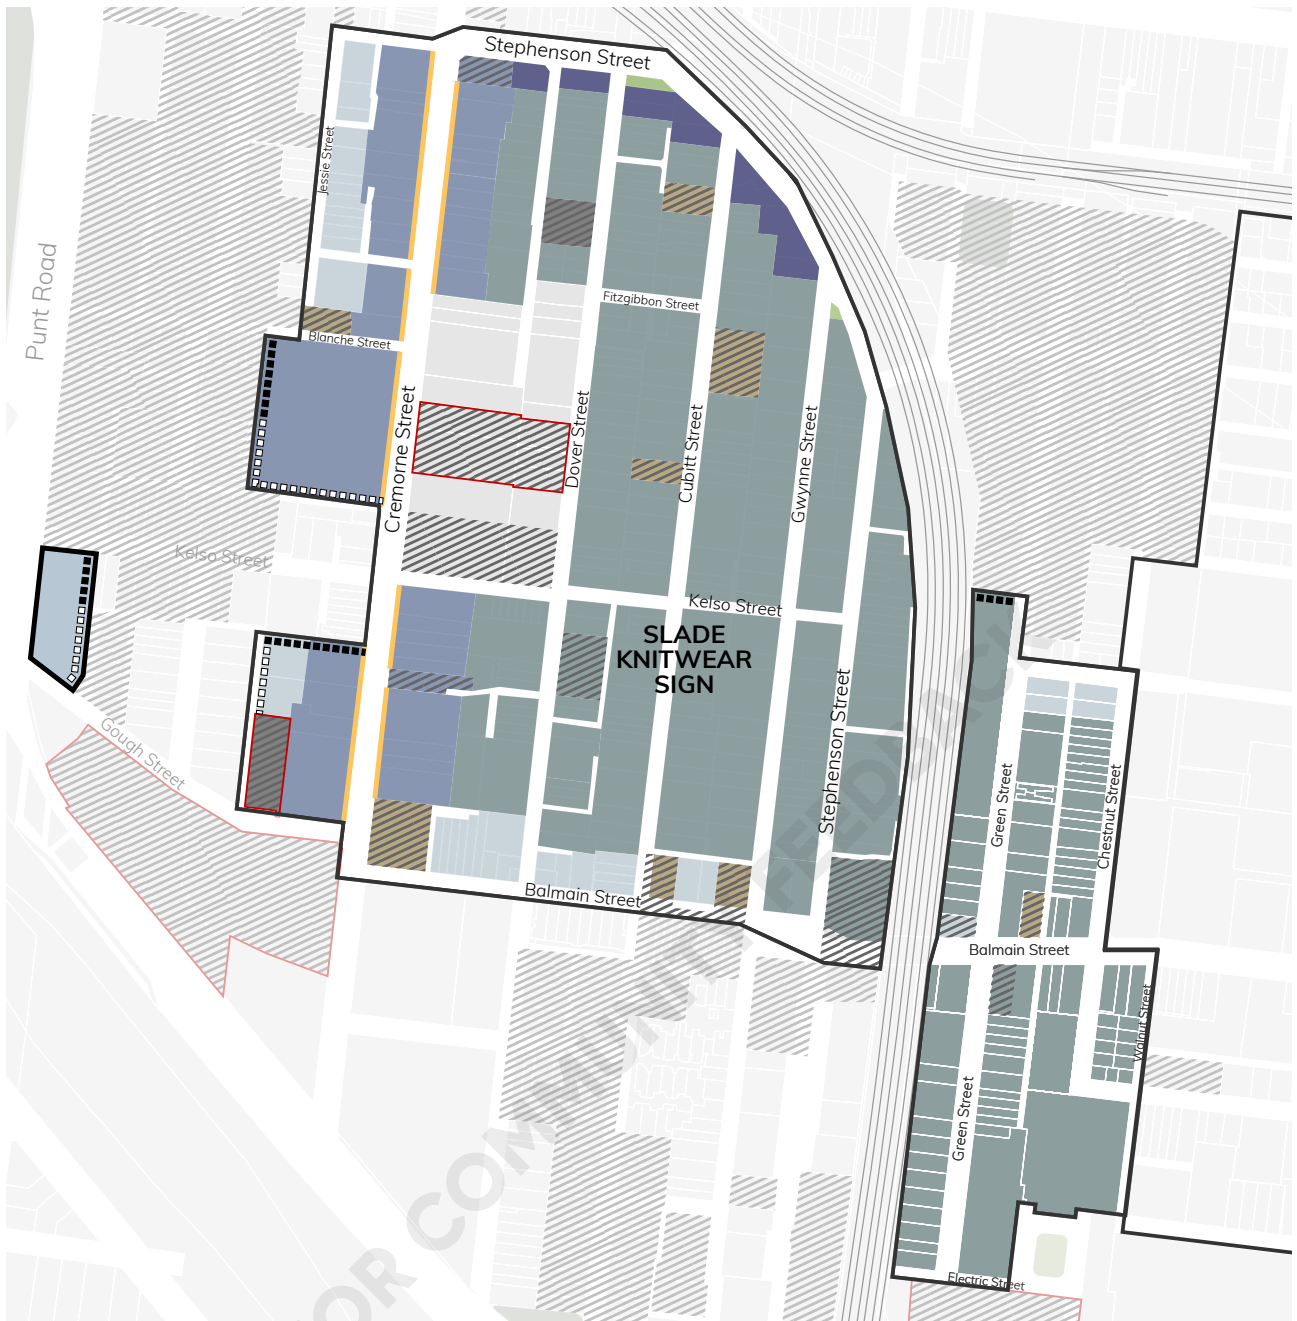 Stephenson Street
Jessie Street
Punt Road
Fitzgibbon Street
Blanche Street
Cremorne Street
Dover Street
Cubitt Street
Gwynne Street
Kelso Street
Kelso Street
SLADE
KNITWEAR
SIGN
Stephenson Street
Gough Street
Green Street
Chestnut Street
Balmain Street
Balmain Street
Walnut Street
Green Street
Electric Street
FOR COMMUNITY FEEDBACK